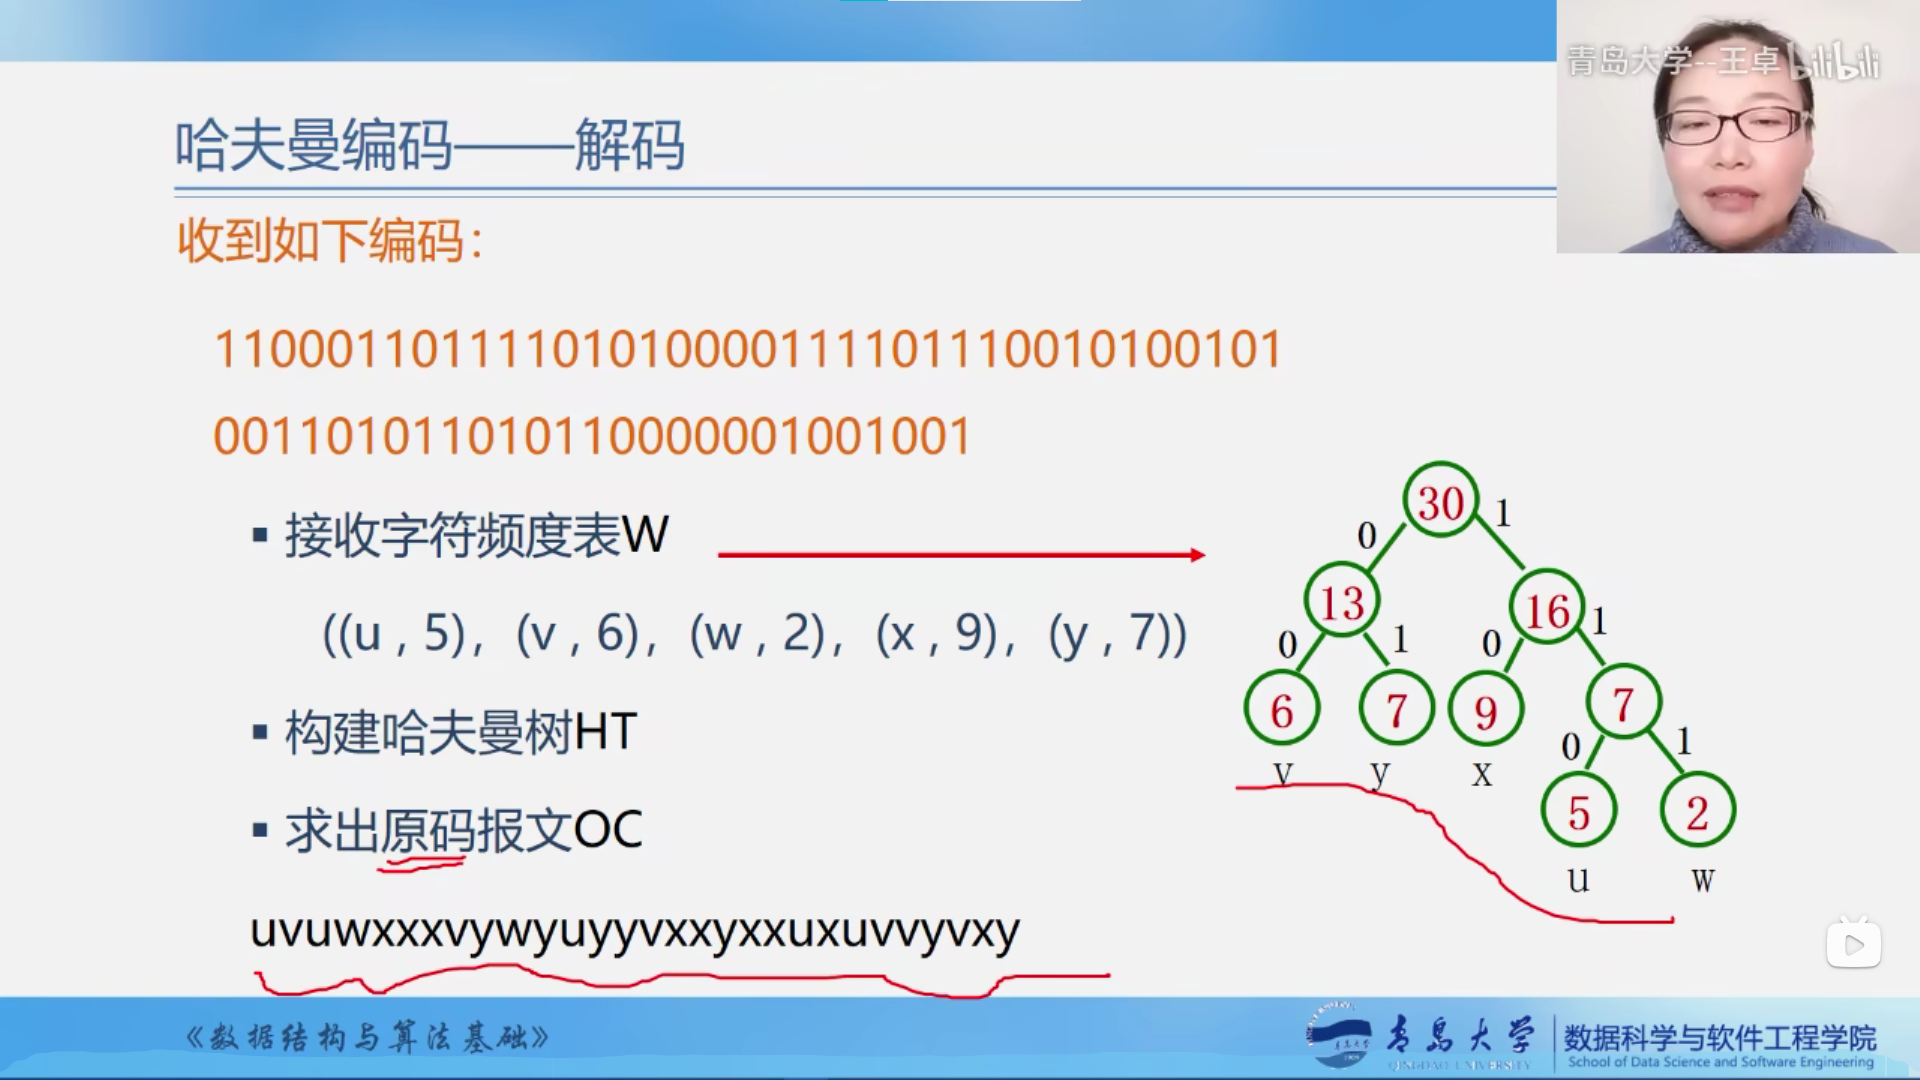 青岛大学--王卓 bilibili
哈夫曼编码——解码
收到如下编码：
1100011011110101000011110111001010010​1
0011010110101100000010​01001
▪ 接收字符频度表W
((u , 5)，(v , 6)，(w , 2)，(x , 9)，(y , 7))
▪ 构建哈夫曼树HT
▪ 求出原码报文OC
uvuwxxxvywyuyyvxxyxxuxuvvyvxy
30
0 1
13 16
0 1 0 1
6 7 9 7
v y x
0 1
5 2
u w
《数据结构与算法基础》
青岛大学
QINGDAO UNIVERSITY
数据科学与软件工程学院
School of Data Science and Software Engineering